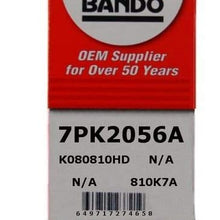 BANDO
OEM Supplier
for Over 50 Years
7PK2056A
K080810HD N/A
N/A 810K7A
649717274658